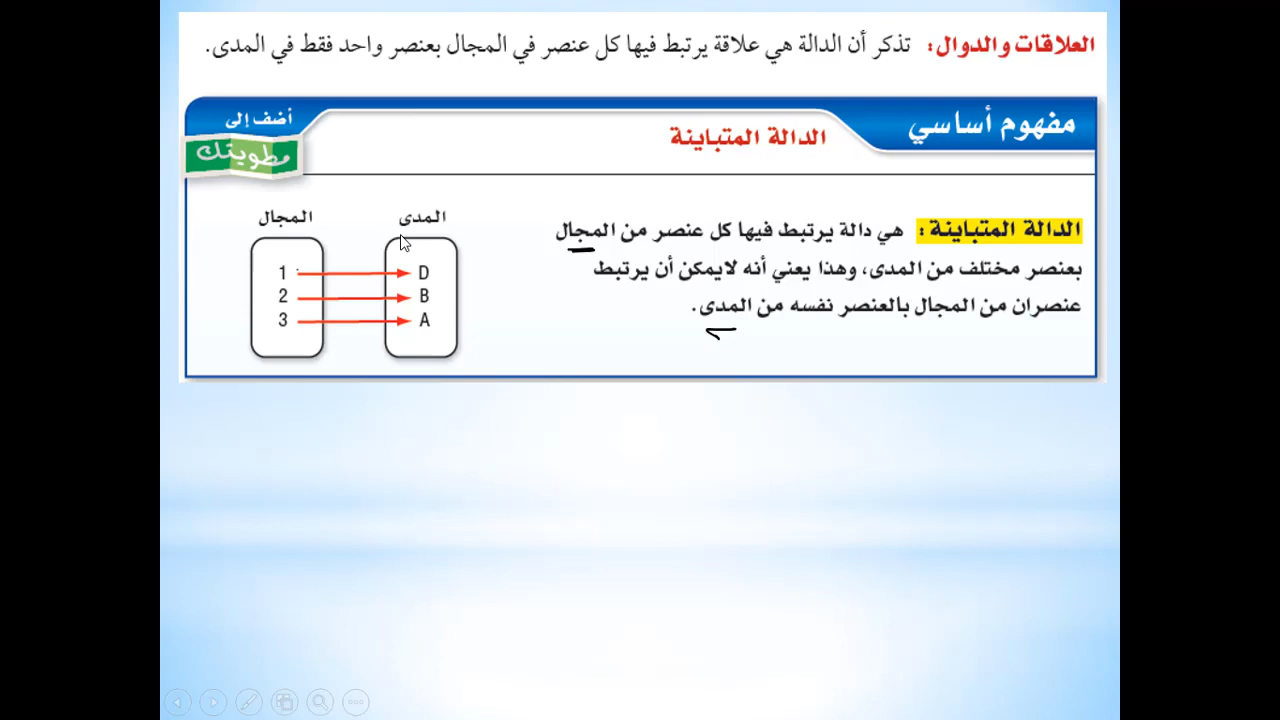 العلاقات والدوال: تذكر أن الدالة هي علاقة يرتبط فيها كل عنصر في المجال بعنصر واحد فقط في المدى.
مفهوم أساسي
أضف إلى
مطويتك
الدالة المتباينة
الدالة المتباينة: هي دالة يرتبط فيها كل عنصر من المجال
بعنصر مختلف من المدى، وهذا يعني أنه لايمكن أن يرتبط
عنصران من المجال بالعنصر نفسه من المدى.
المدى المجال
1 D
2 B
3 A